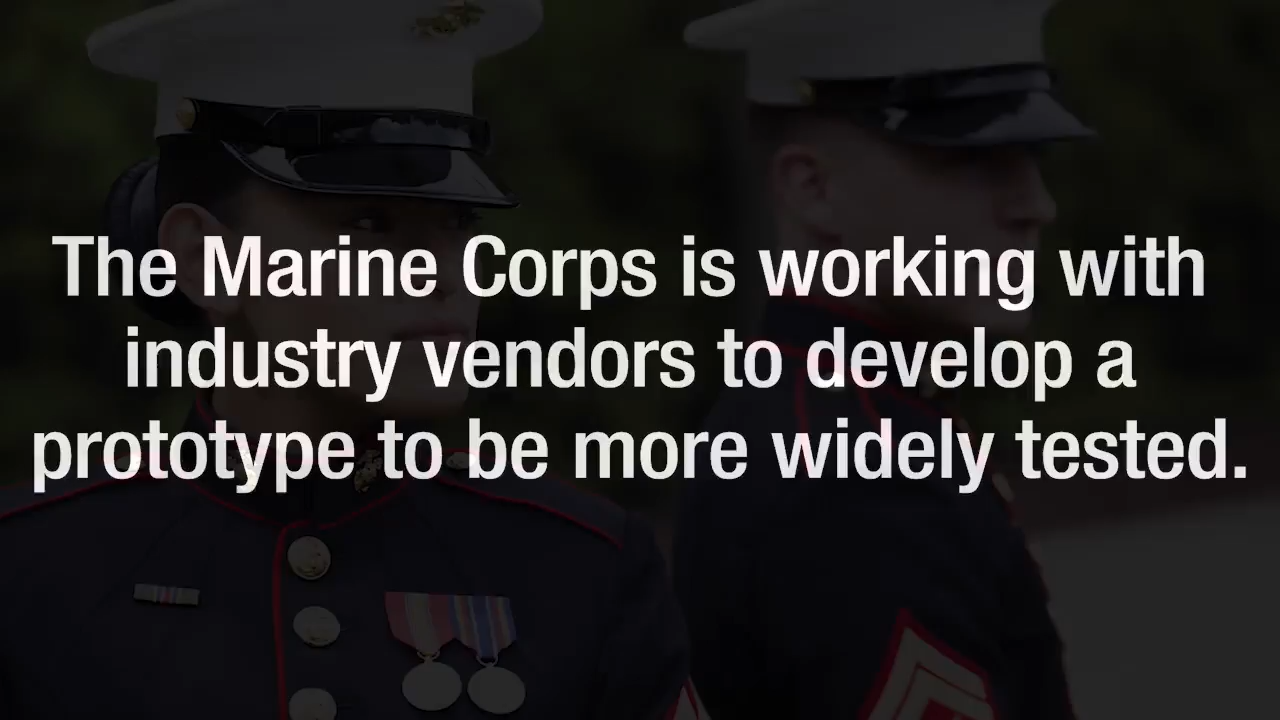 The Marine Corps is working with
industry vendors to develop a
prototype to be more widely tested.